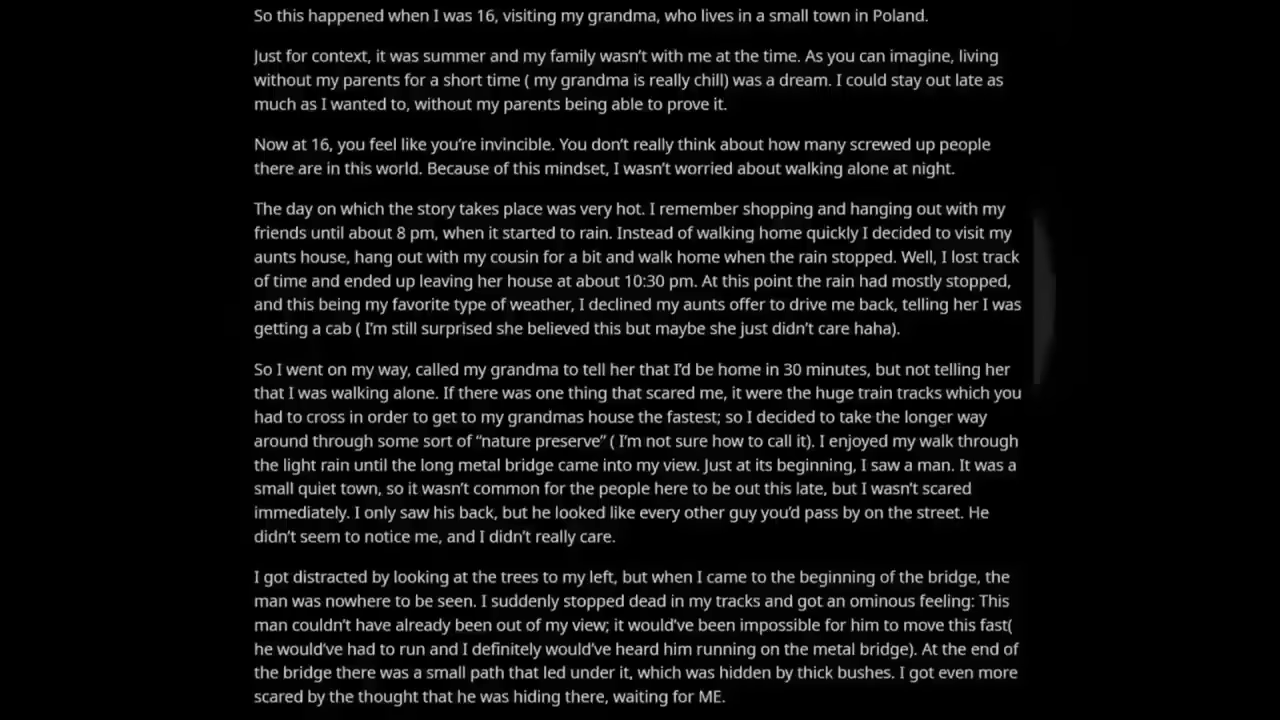 So this happened when I was 16, visiting my grandma, who lives in a small town in Poland.
Just for context, it was summer and my family wasn't with me at the time. As you can imagine, living
without my parents for a short time ( my grandma is really chill) was a dream. I could stay out late as
much as I wanted to, without my parents being able to prove it.
Now at 16, you feel like you're invincible. You don't really think about how many screwed up people
there are in this world. Because of this mindset, I wasn't worried about walking alone at night.
The day on which the story takes place was very hot. I remember shopping and hanging out with my
friends until about 8 pm, when it started to rain. Instead of walking home quickly I decided to visit my
aunts house, hang out with my cousin for a bit and walk home when the rain stopped. Well, I lost track
of time and ended up leaving her house at about 10:30 pm. At this point the rain had mostly stopped,
and this being my favorite type of weather, I declined my aunts offer to drive me back, telling her I was
getting a cab ( I'm still surprised she believed this but maybe she just didn't care haha).
So I went on my way, called my grandma to tell her that I'd be home in 30 minutes, but not telling her
that I was walking alone. If there was one thing that scared me, it were the huge train tracks which you
had to cross in order to get to my grandmas house the fastest; so I decided to take the longer way
around through some sort of “nature preserve” ( I'm not sure how to call it). I enjoyed my walk through
the light rain until the long metal bridge came into my view. Just at its beginning, I saw a man. It was a
small quiet town, so it wasn't common for the people here to be out this late, but I wasn't scared
immediately. I only saw his back, but he looked like every other guy you'd pass by on the street. He
didn't seem to notice me, and I didn't really care.
I got distracted by looking at the trees to my left, but when I came to the beginning of the bridge, the
man was nowhere to be seen. I suddenly stopped dead in my tracks and got an ominous feeling: This
man couldn't have already been out of my view; it would've been impossible for him to move this fast(
he would've had to run and I definitely would've heard him running on the metal bridge). At the end of
the bridge there was a small path that led under it, which was hidden by thick bushes. I got even more
scared by the thought that he was hiding there, waiting for ME.